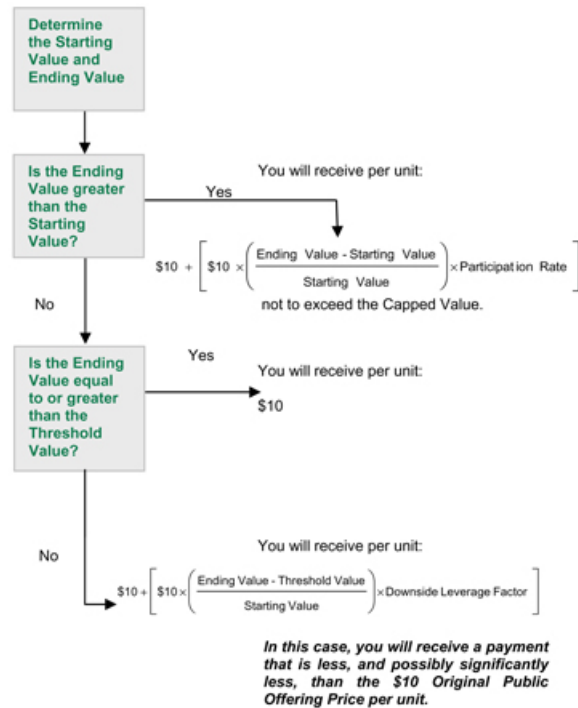 Determine
the Starting
Value and
Ending Value
Is the Ending
Value greater
than the
Starting
Value?
Yes
You will receive per unit:
$10 + [ $10 × ( Ending Value - Starting Value / Starting Value ) × Participation Rate ]
not to exceed the Capped Value.
No
Is the Ending
Value equal
to or greater
than the
Threshold
Value?
Yes
You will receive per unit:
$10
No
You will receive per unit:
$10 + [ $10 × ( Ending Value - Threshold Value / Starting Value ) × Downside Leverage Factor ]
In this case, you will receive a payment
that is less, and possibly significantly
less, than the $10 Original Public
Offering Price per unit.